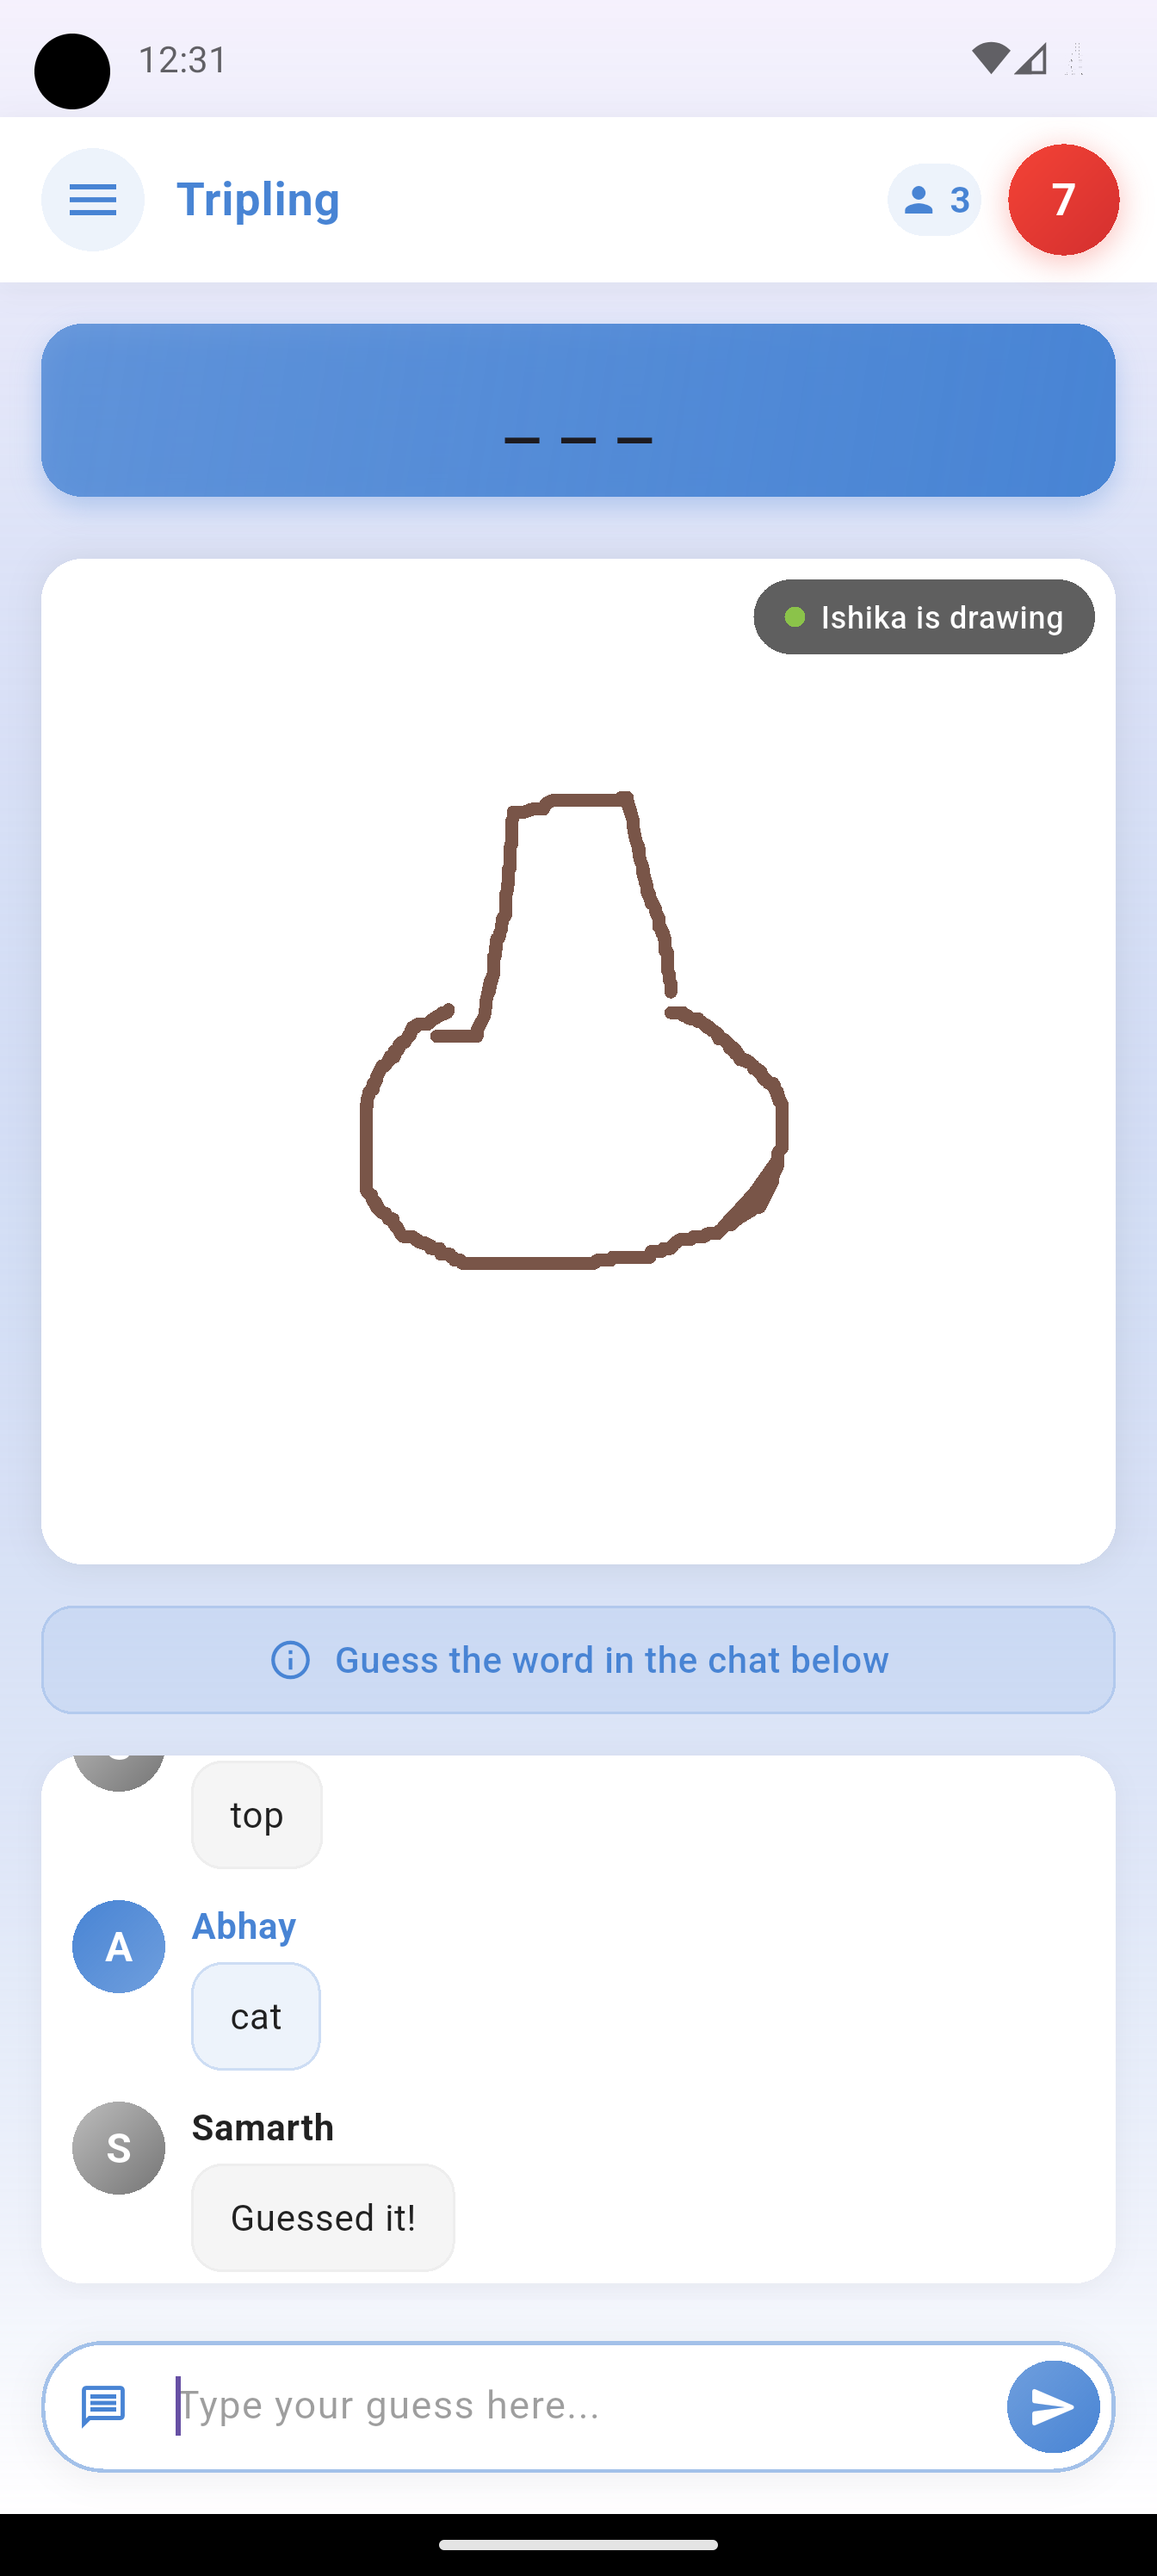 12:31
Tripling
3
7
_ _ _
Ishika is drawing
Guess the word in the chat below
top
A
Abhay
cat
S
Samarth
Guessed it!
Type your guess here...